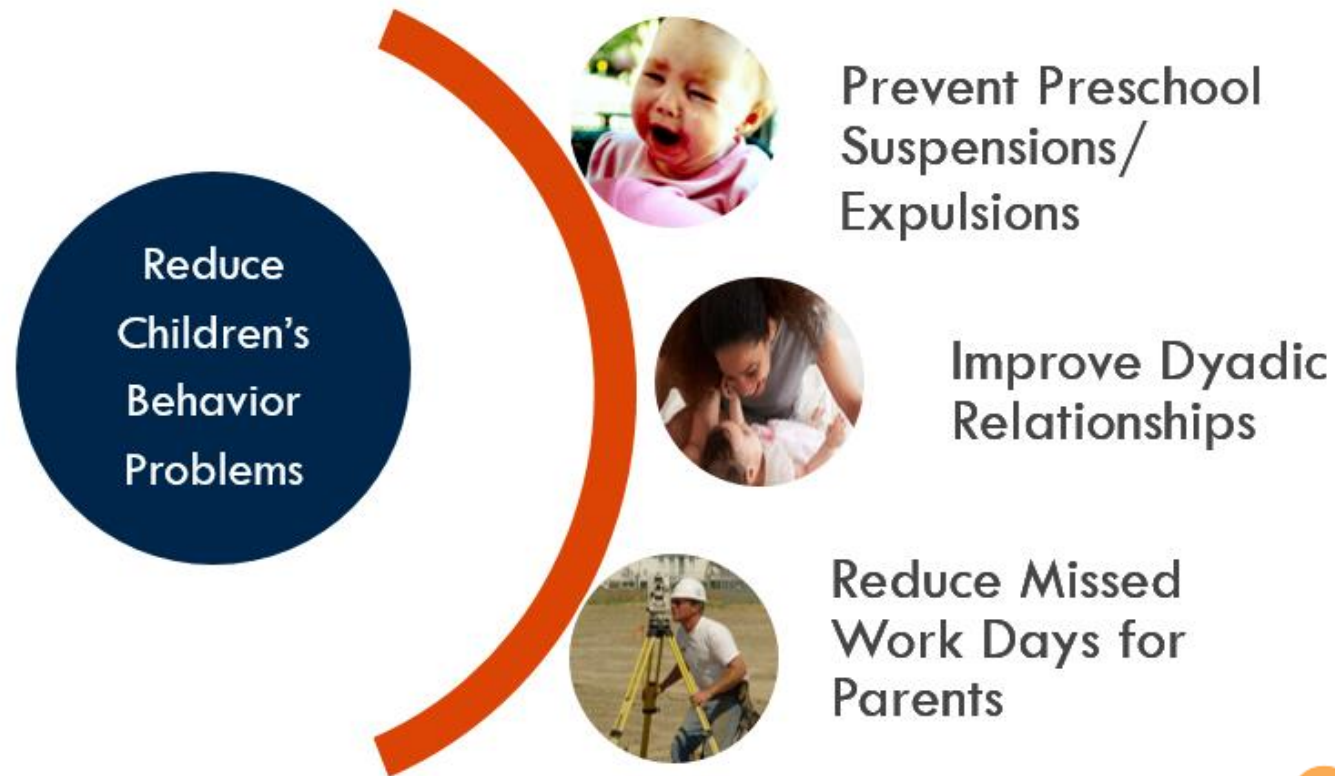 Reduce
Children's
Behavior
Problems
Prevent Preschool
Suspensions/
Expulsions
Improve Dyadic
Relationships
Reduce Missed
Work Days for
Parents